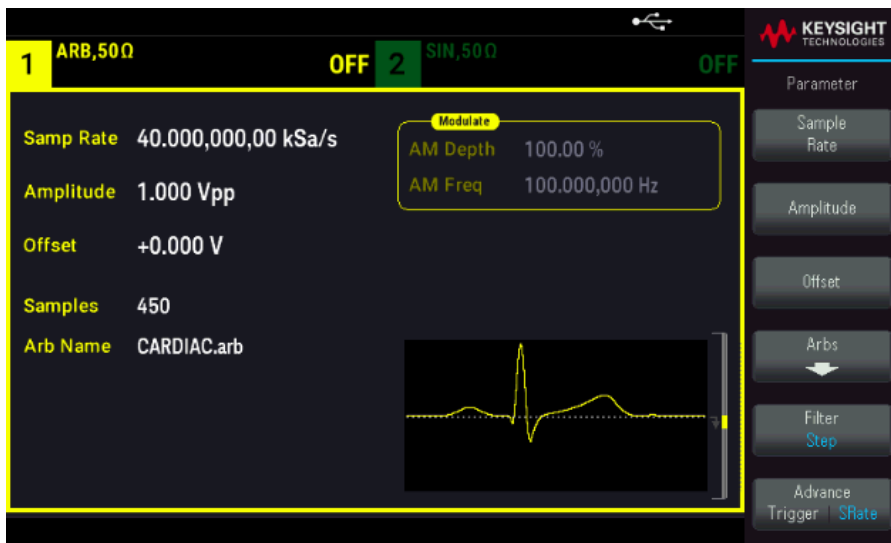 KEYSIGHT
TECHNOLOGIES
1 ARB,50Ω OFF 2 SIN,50Ω OFF
Parameter
Samp Rate 40.000,000,00 kSa/s
Modulate
AM Depth 100.00 %
AM Freq 100.000,000 Hz
Amplitude 1.000 Vpp
Offset +0.000 V
Samples 450
Arb Name CARDIAC.arb
Sample
Rate
Amplitude
Offset
Arbs
Filter
Step
Advance
Trigger | SRate